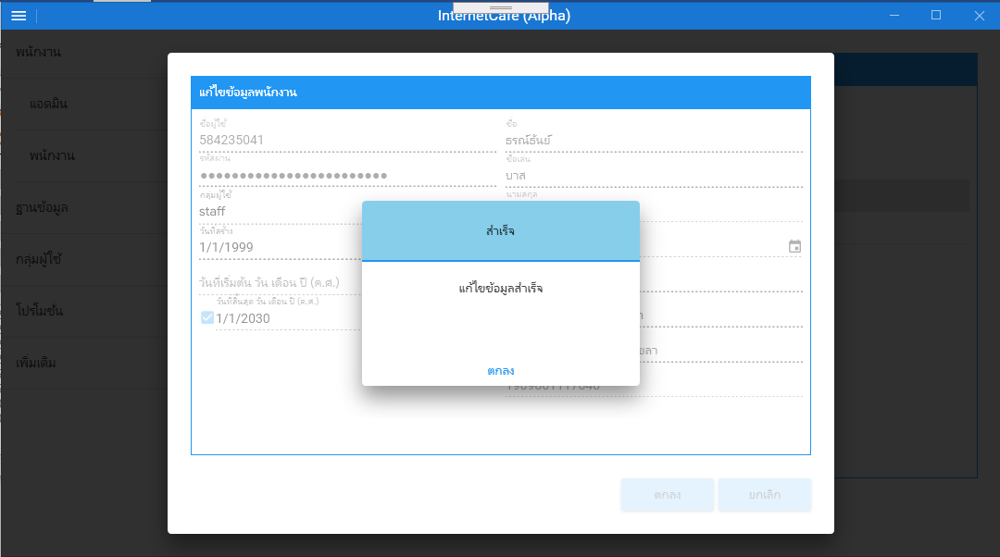 InternetCafe (Alpha)
พนักงาน
แอดมิน
พนักงาน
ฐานข้อมูล
กลุ่มผู้ใช้
โปรโมชั่น
เพิ่มเติม
แก้ไขข้อมูลพนักงาน
ชื่อผู้ใช้
584235041
รหัสผ่าน
กลุ่มผู้ใช้
staff
วันที่สร้าง
1/1/1999
วันที่เริ่มต้น วัน เดือน ปี (ค.ศ.)
วันที่สิ้นสุด วัน เดือน ปี (ค.ศ.)
1/1/2030
ชื่อ
ธรณ์ธันย์
ชื่อเล่น
บาส
นามสกุล
สำเร็จ
แก้ไขข้อมูลสำเร็จ
ตกลง
ตกลง
ยกเลิก